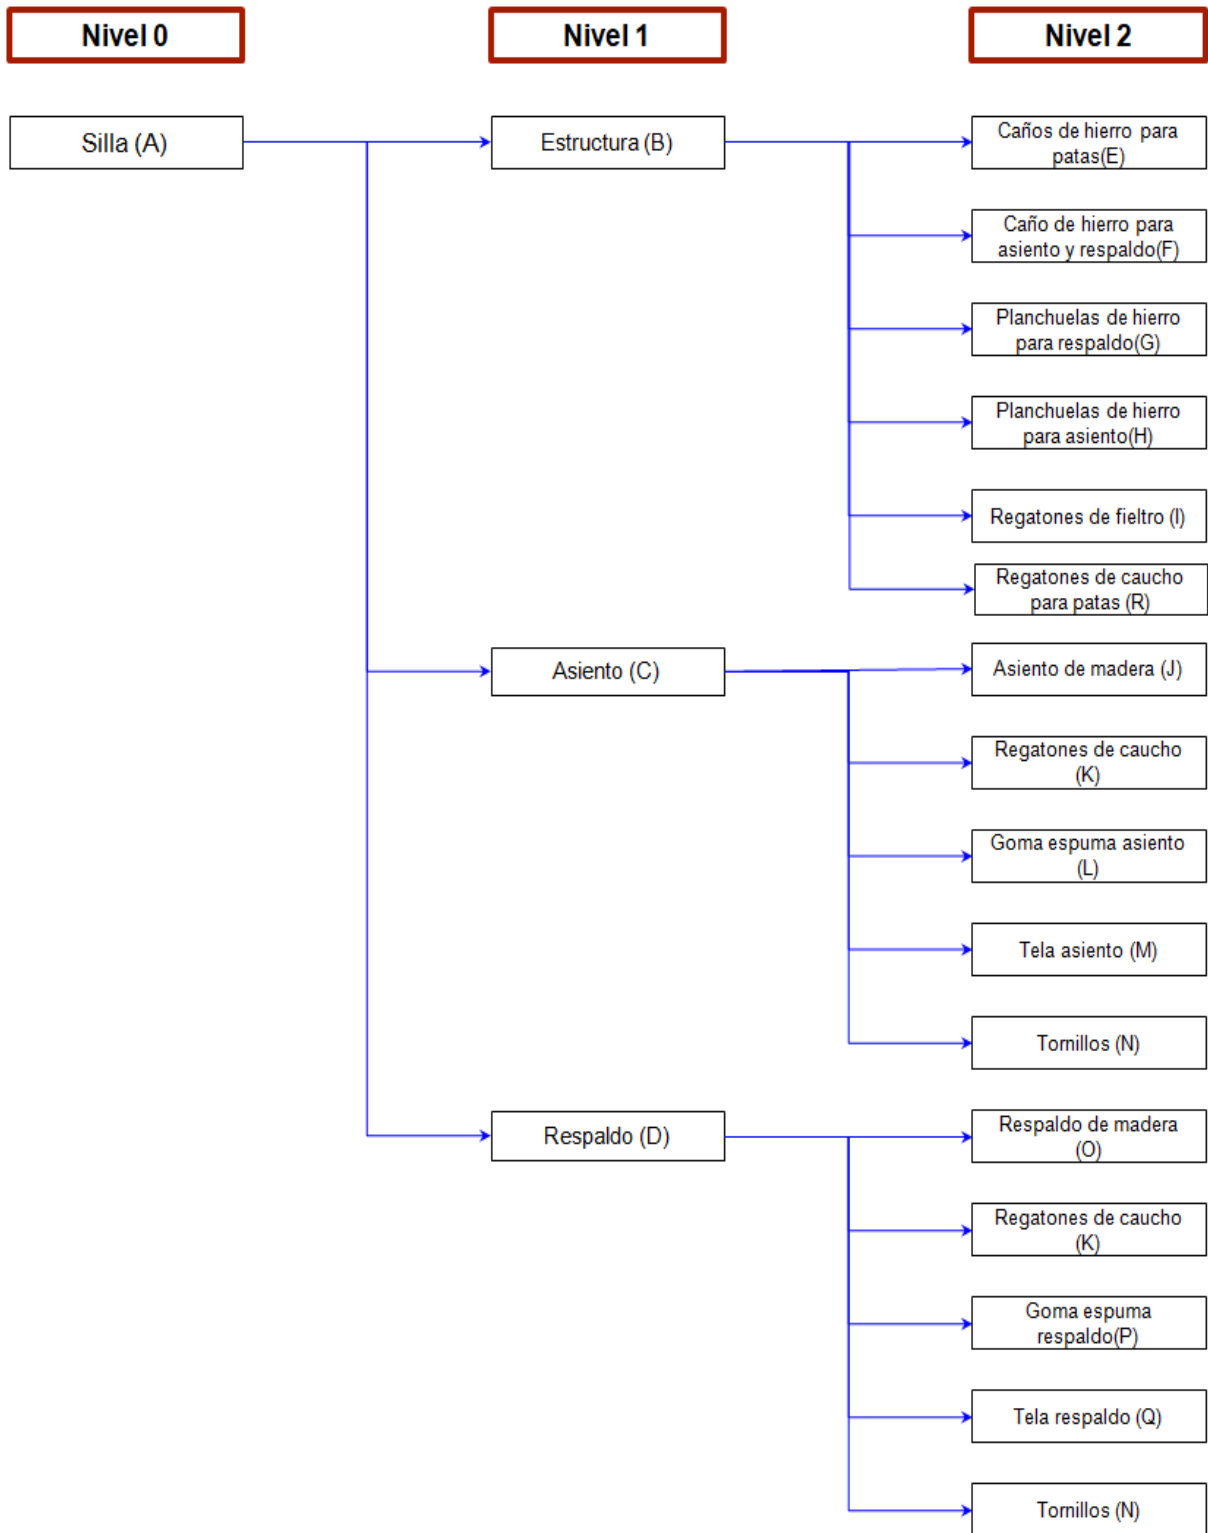 Nivel 0
Nivel 1
Nivel 2
Silla (A)
Estructura (B)
Caños de hierro para
patas(E)
Caño de hierro para
asiento y respaldo(F)
Planchuelas de hierro
para respaldo(G)
Planchuelas de hierro
para asiento(H)
Regatones de fieltro (I)
Regatones de caucho
para patas (R)
Asiento (C)
Asiento de madera (J)
Regatones de caucho
(K)
Goma espuma asiento
(L)
Tela asiento (M)
Tornillos (N)
Respaldo (D)
Respaldo de madera
(O)
Regatones de caucho
(K)
Goma espuma
respaldo(P)
Tela respaldo (Q)
Tornillos (N)